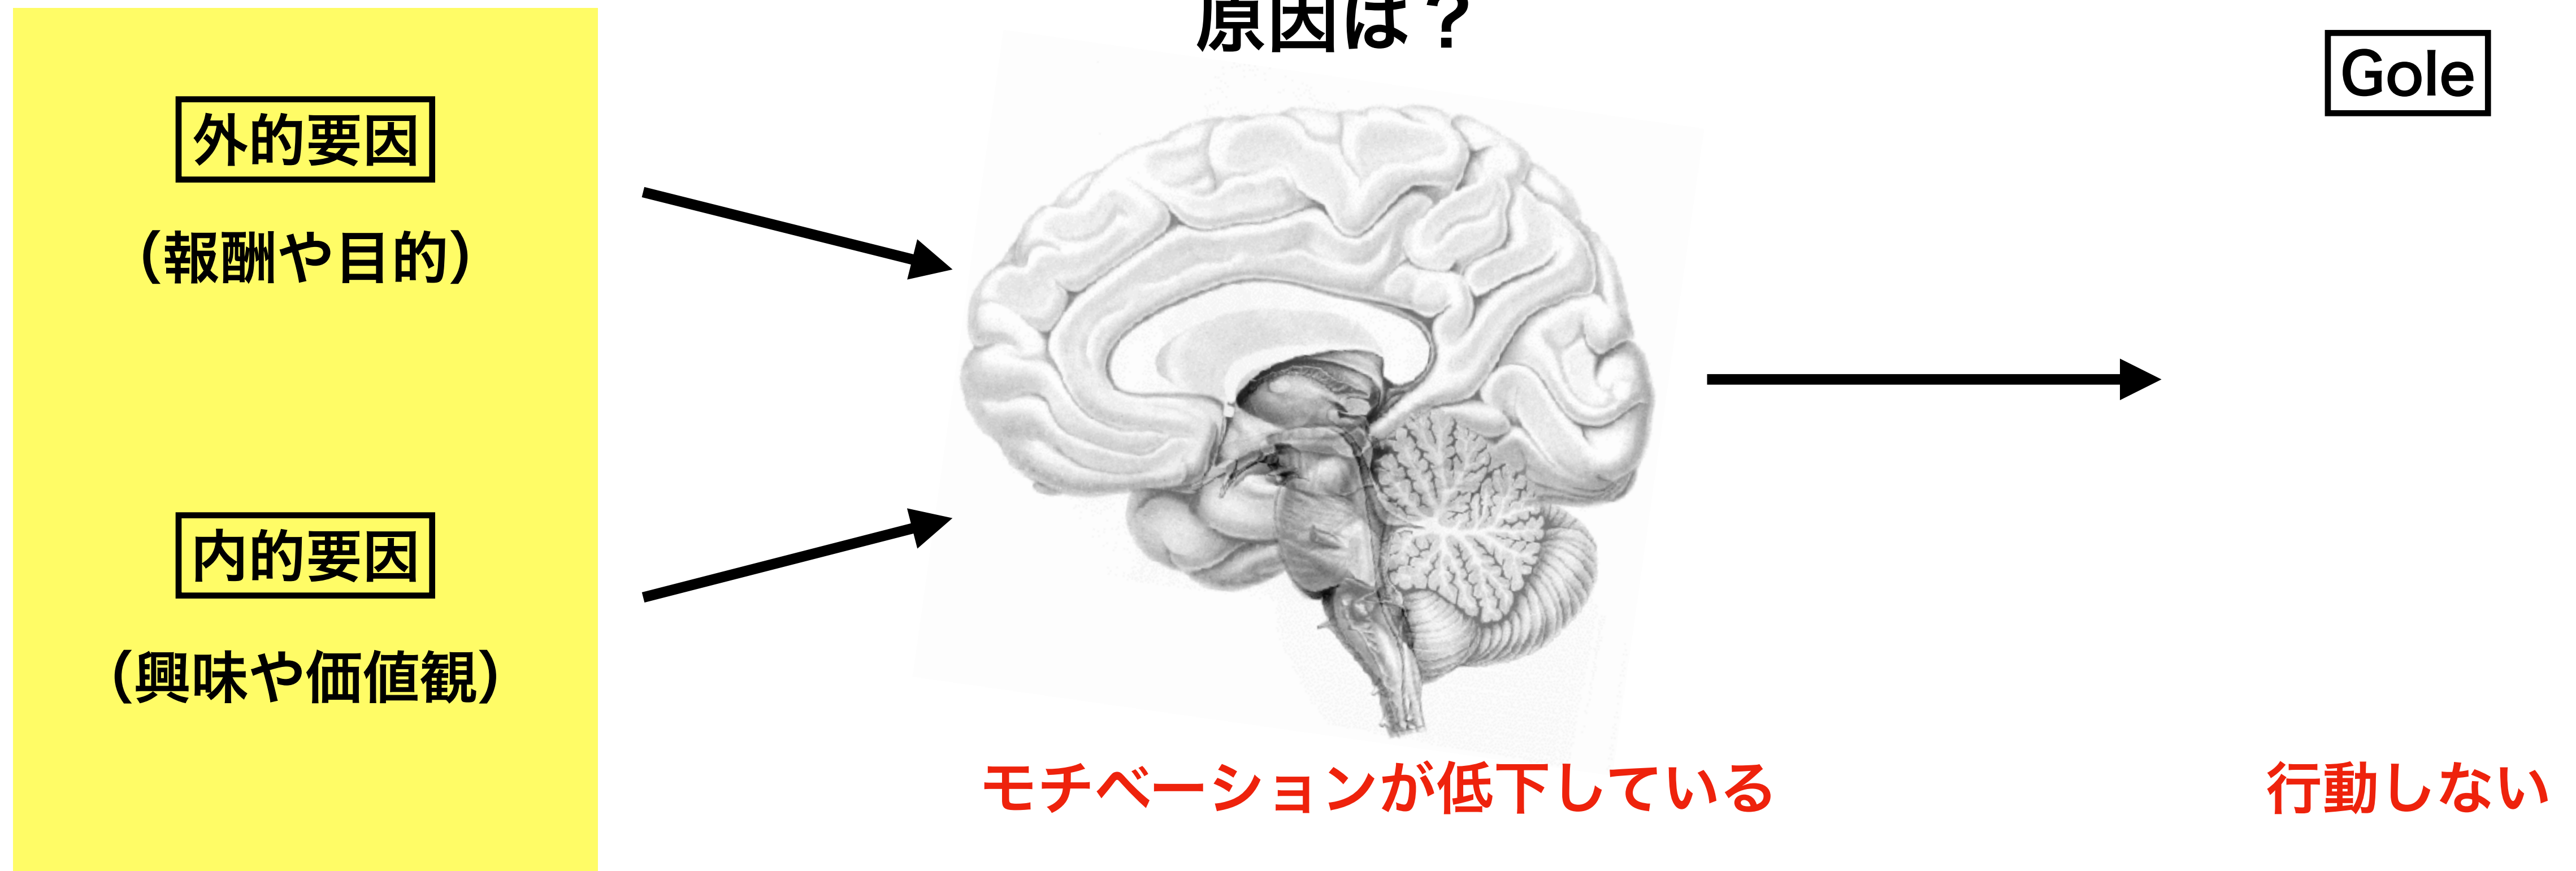 原因は？
外的要因
（報酬や目的）
内的要因
（興味や価値観）
モチベーションが低下している
Gole
行動しない